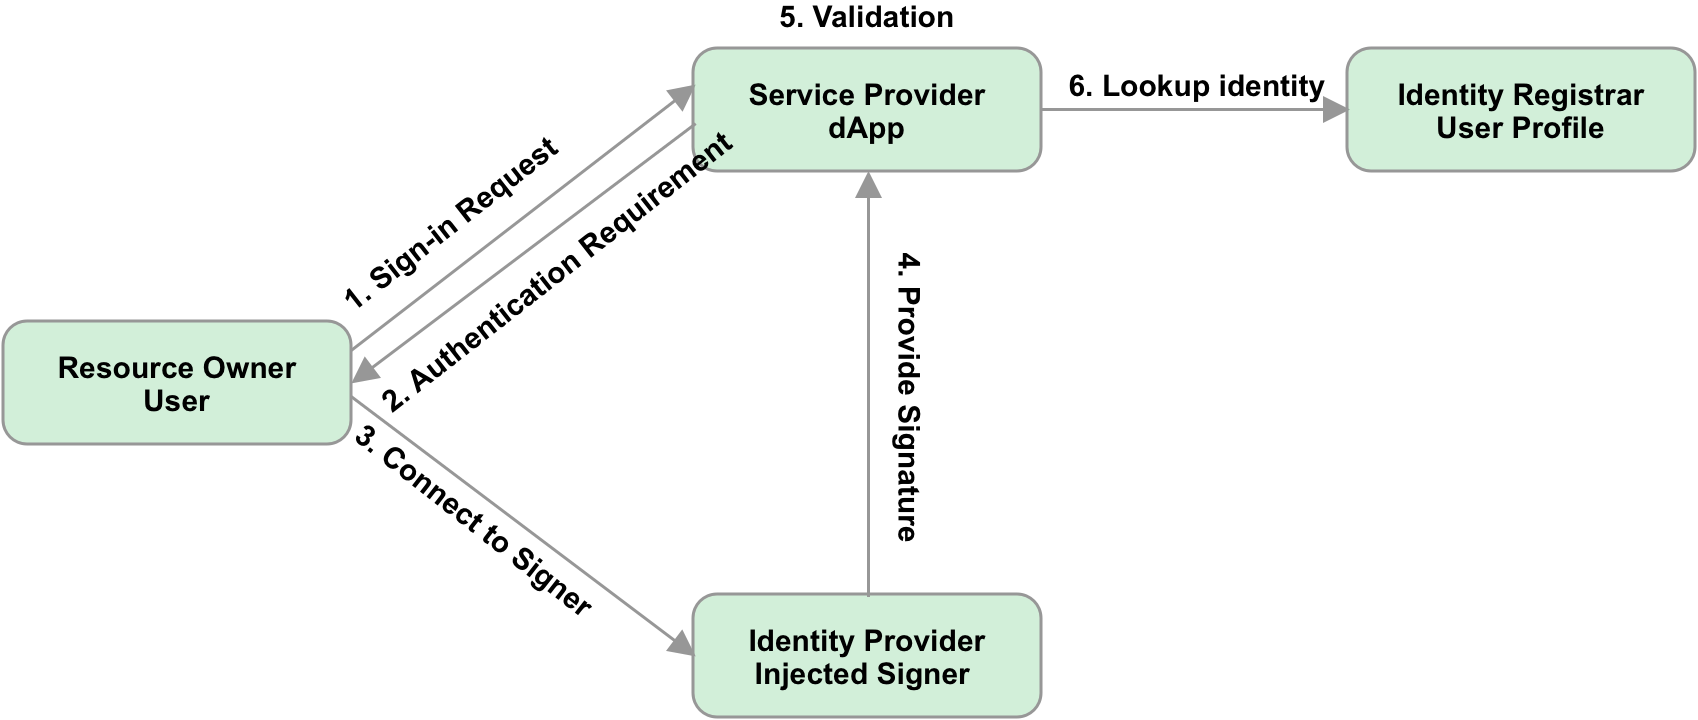 5. Validation
Service Provider
dApp
6. Lookup identity
Identity Registrar
User Profile
1. Sign-in Request
2. Authentication Requirement
Resource Owner
User
3. Connect to Signer
4. Provide Signature
Identity Provider
Injected Signer